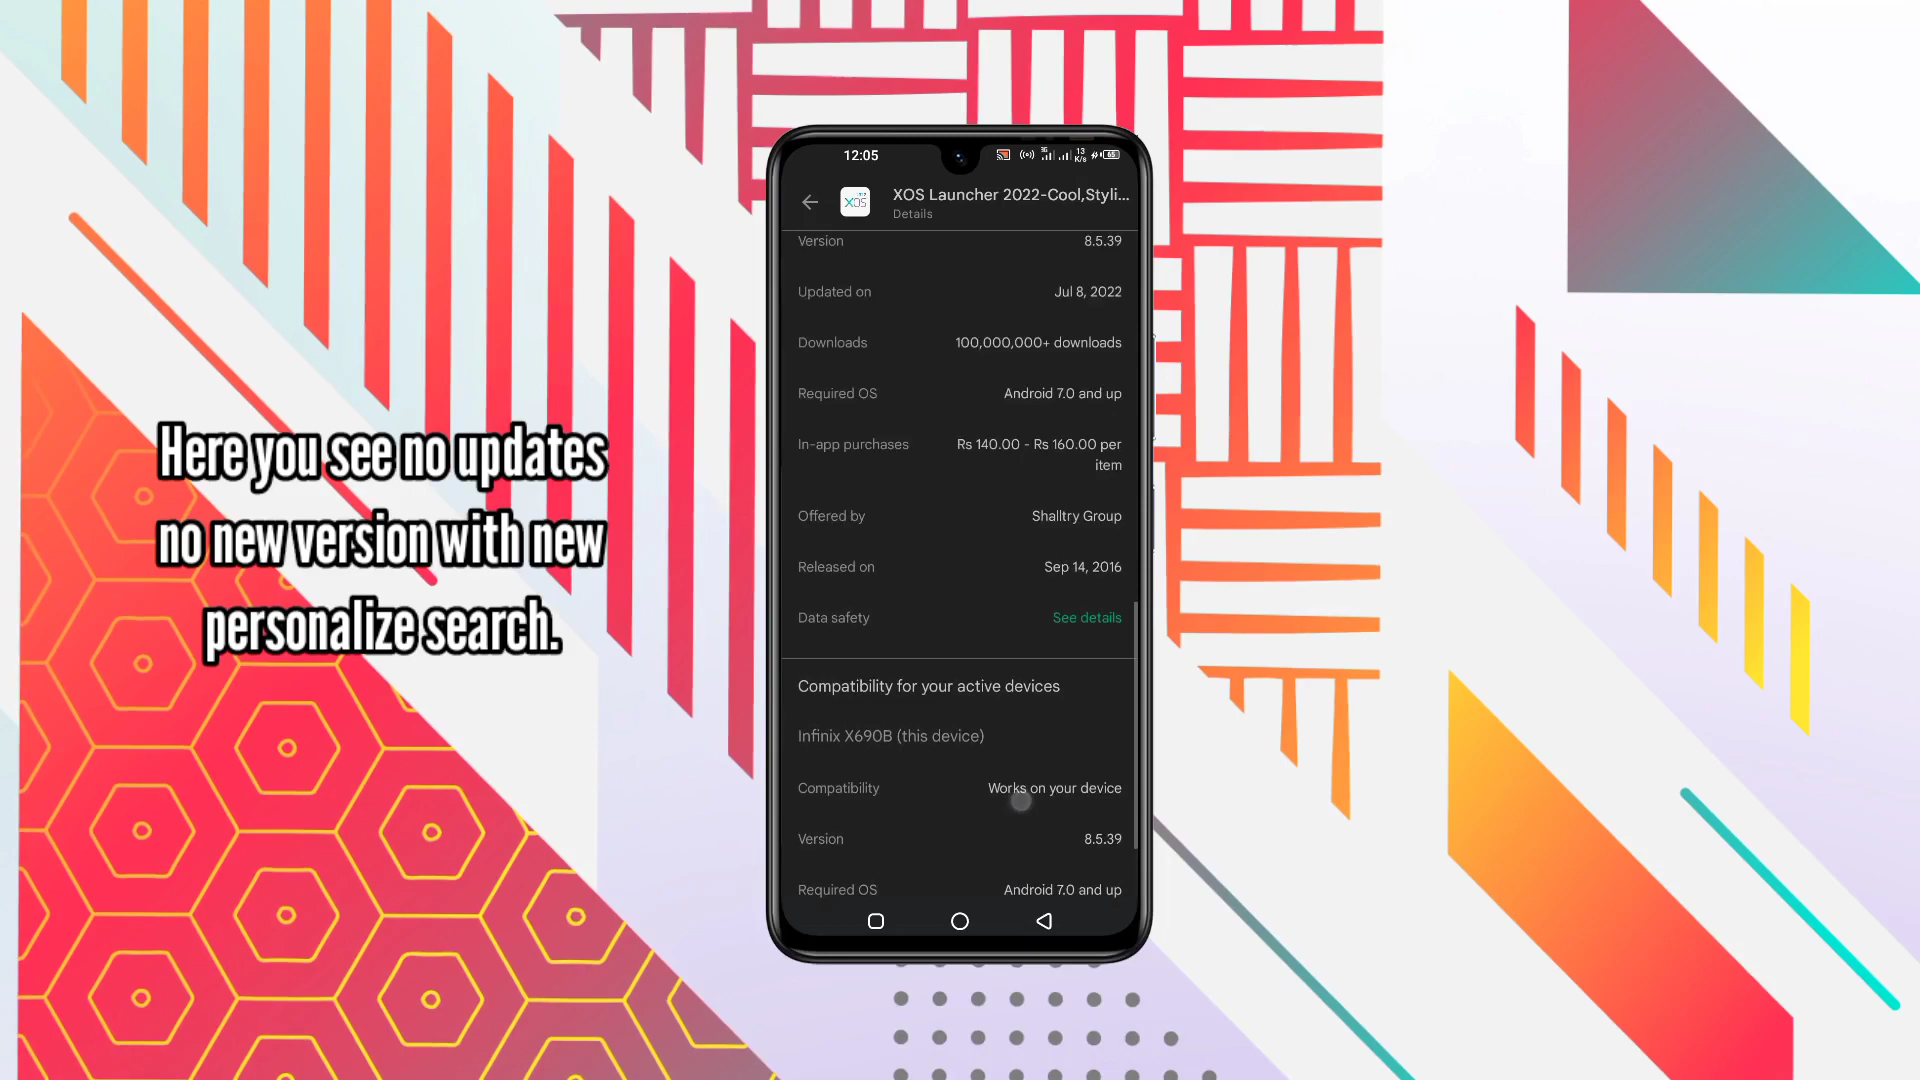 12:05
13
K/s
65
XOS
XOS Launcher 2022-Cool,Styli...
Details
Version 8.5.39
Updated on Jul 8, 2022
Downloads 100,000,000+ downloads
Required OS Android 7.0 and up
In-app purchases Rs 140.00 - Rs 160.00 per
item
Offered by Shalltry Group
Released on Sep 14, 2016
Data safety See details
Compatibility for your active devices
Infinix X690B (this device)
Compatibility Works on your device
Version 8.5.39
Required OS Android 7.0 and up
Here you see no updates
no new version with new
personalize search.